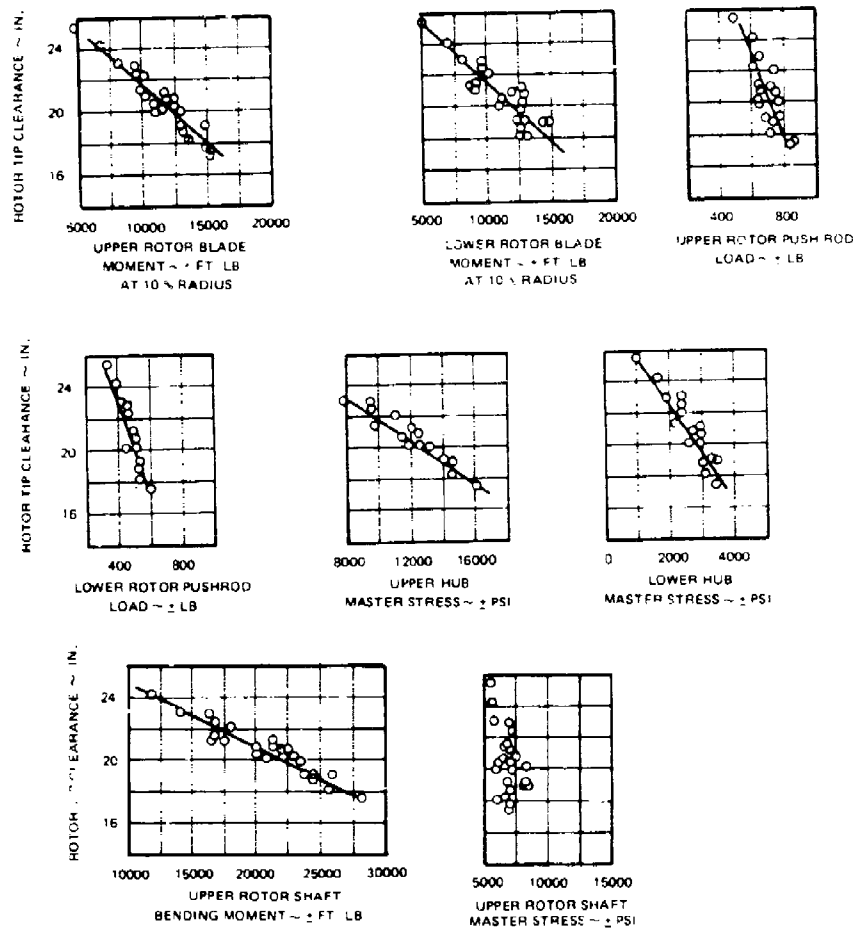 ROTOR TIP CLEARANCE ~ IN.
24
20
16
5000 10000 15000 20000
UPPER ROTOR BLADE
MOMENT ~ ± FT LB
AT 10 % RADIUS
5000 10000 15000 20000
LOWER ROTOR BLADE
MOMENT ~ ± FT LB
AT 10 % RADIUS
400 800
UPPER ROTOR PUSH ROD
LOAD ~ ± LB
ROTOR TIP CLEARANCE ~ IN.
24
20
16
400 800
LOWER ROTOR PUSHROD
LOAD ~ ± LB
8000 12000 16000
UPPER HUB
MASTER STRESS ~ ± PSI
0 2000 4000
LOWER HUB
MASTER STRESS ~ ± PSI
ROTOR CLEARANCE ~ IN.
24
20
16
10000 15000 20000 25000 30000
UPPER ROTOR SHAFT
BENDING MOMENT ~ ± FT LB
5000 10000 15000
UPPER ROTOR SHAFT
MASTER STRESS ~ ± PSI